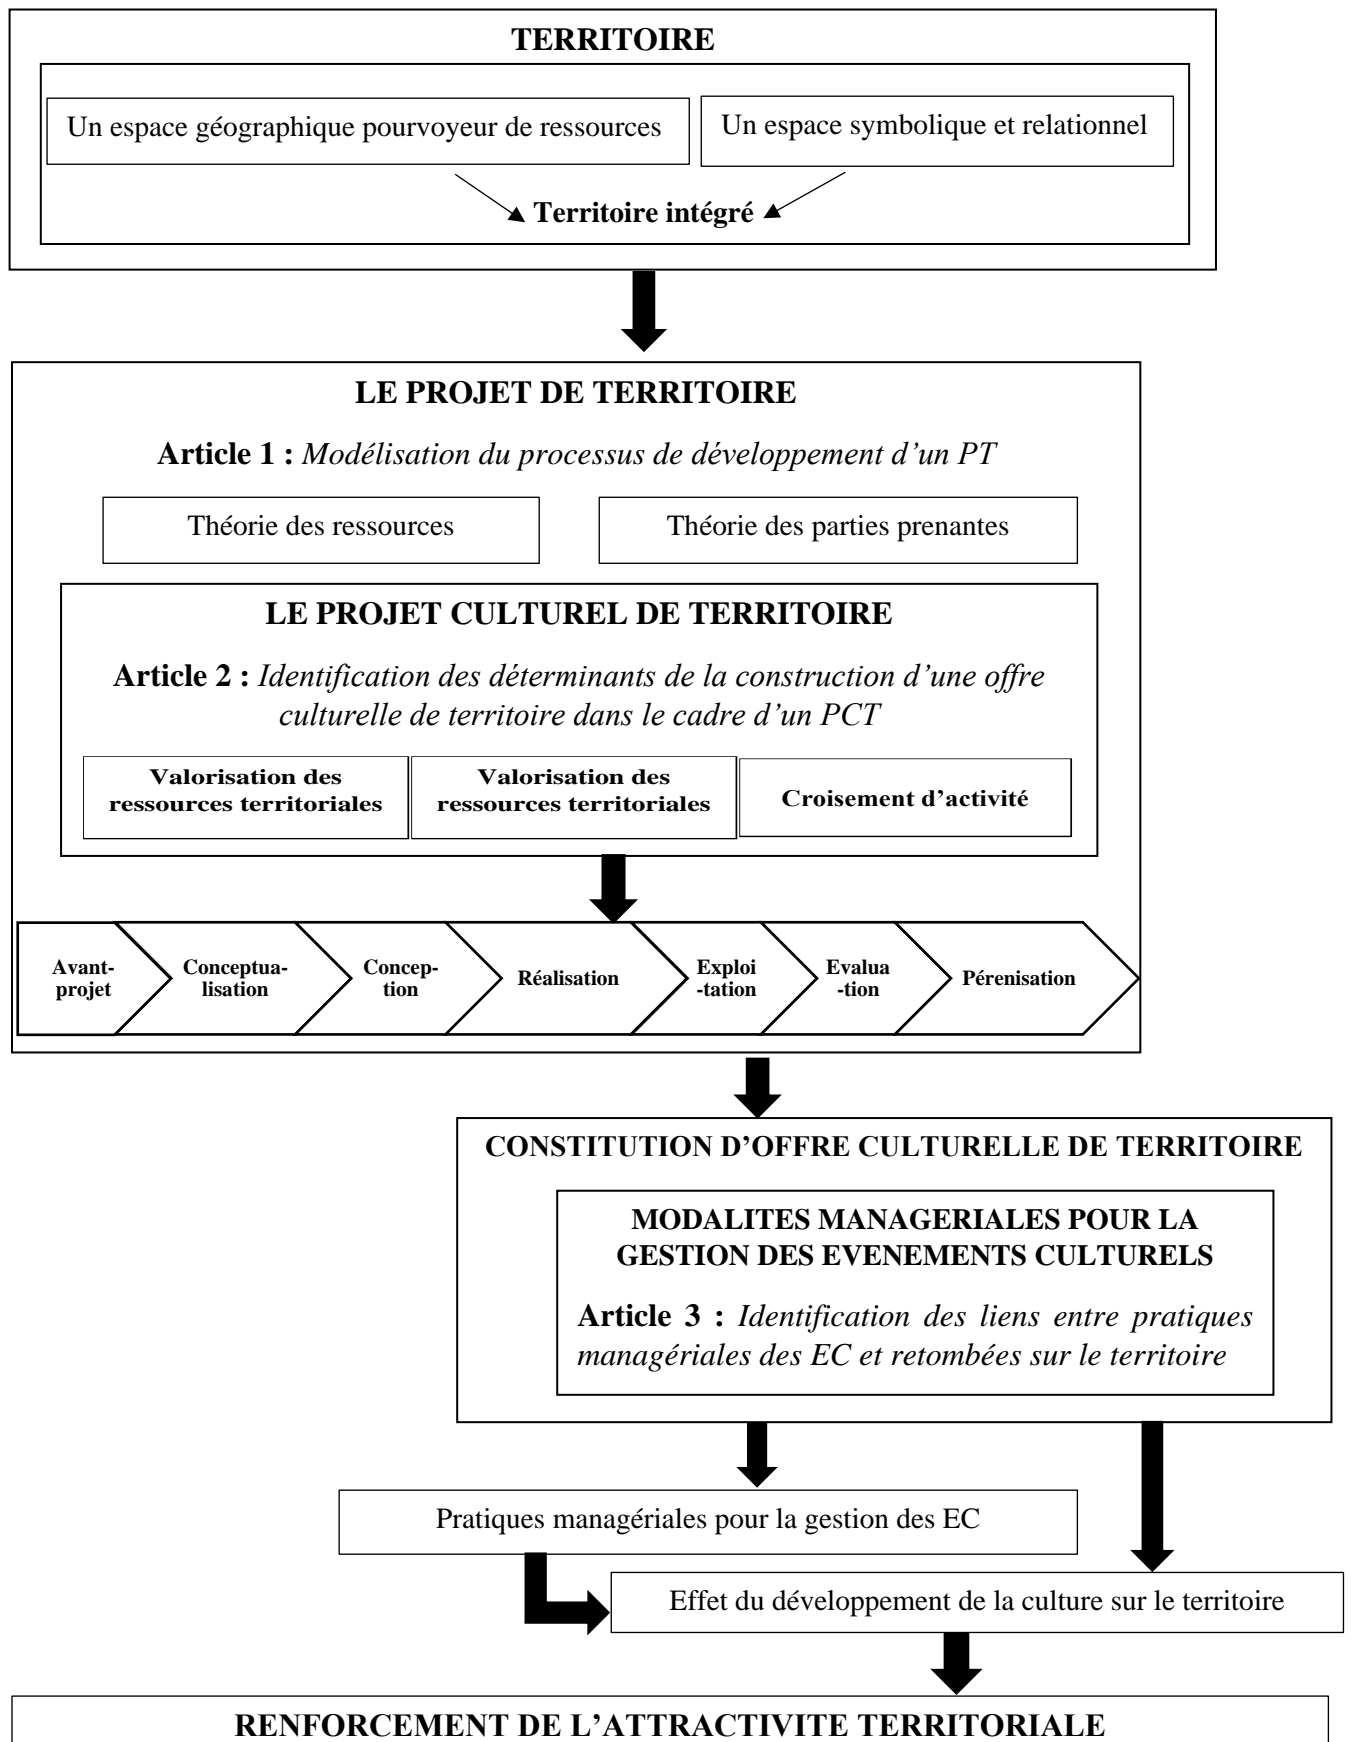 TERRITOIRE
Un espace géographique pourvoyeur de ressources
Un espace symbolique et relationnel
Territoire intégré
LE PROJET DE TERRITOIRE
Article 1 : Modélisation du processus de développement d’un PT
Théorie des ressources
Théorie des parties prenantes
LE PROJET CULTUREL DE TERRITOIRE
Article 2 : Identification des déterminants de la construction d’une offre
culturelle de territoire dans le cadre d’un PCT
Valorisation des
ressources territoriales
Valorisation des
ressources territoriales
Croisement d’activité
Avant-
projet
Conceptua-
lisation
Concep-
tion
Réalisation
Exploi
-tation
Evalua
-tion
Pérenisation
CONSTITUTION D’OFFRE CULTURELLE DE TERRITOIRE
MODALITES MANAGERIALES POUR LA
GESTION DES EVENEMENTS CULTURELS
Article 3 : Identification des liens entre pratiques
managériales des EC et retombées sur le territoire
Pratiques managériales pour la gestion des EC
Effet du développement de la culture sur le territoire
RENFORCEMENT DE L’ATTRACTIVITE TERRITORIALE